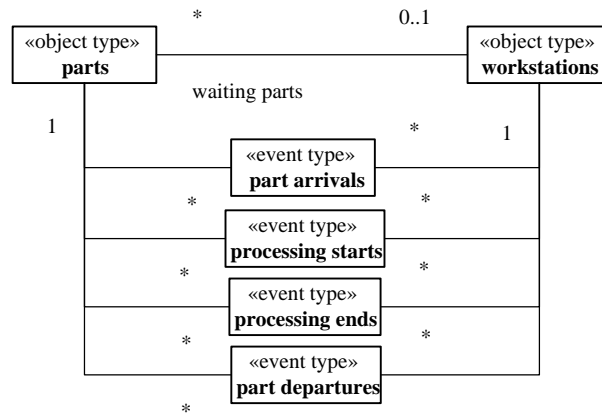 * 0..1
«object type» «object type»
parts workstations
waiting parts
1 * 1
«event type»
part arrivals
* *
«event type»
processing starts
* *
«event type»
processing ends
* *
«event type»
part departures
*